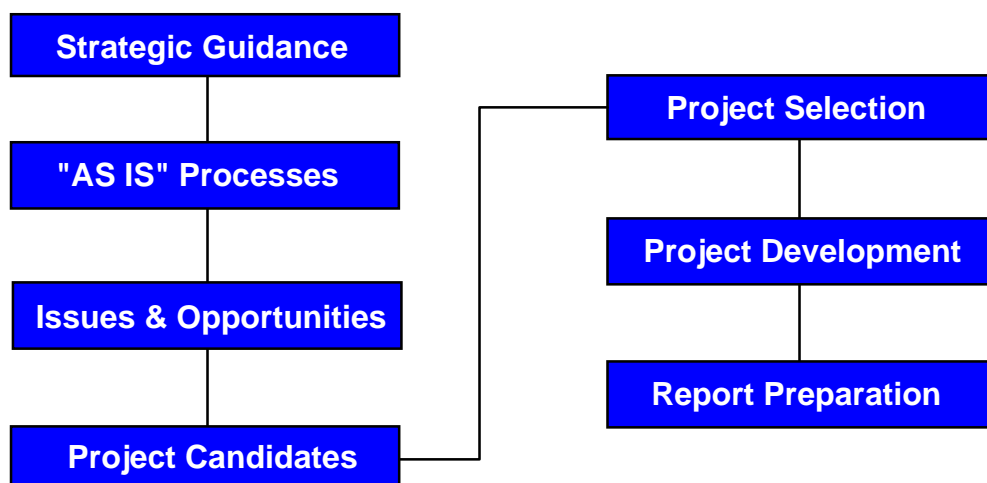 Strategic Guidance
"AS IS" Processes
Issues & Opportunities
Project Candidates
Project Selection
Project Development
Report Preparation